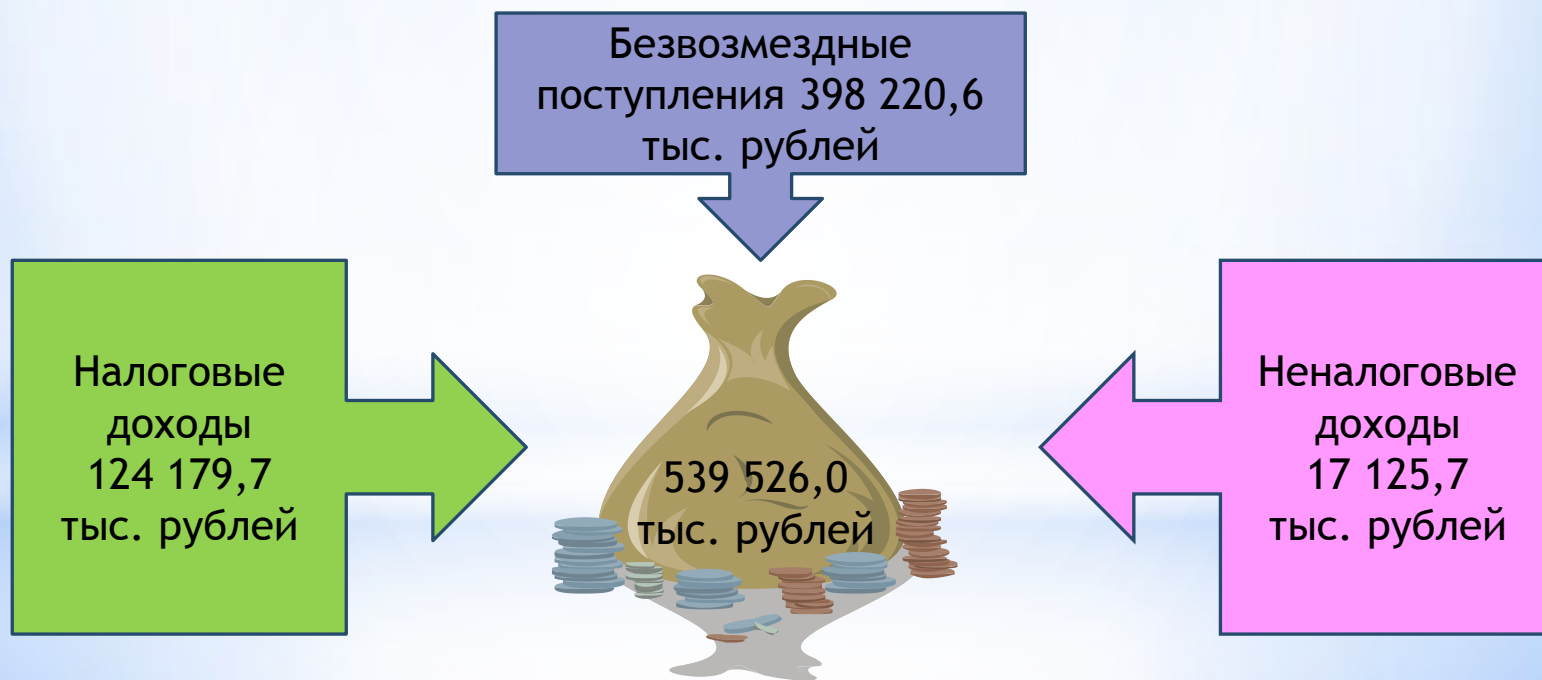 Безвозмездные
поступления 398 220,6
тыс. рублей
Налоговые
доходы
124 179,7
тыс. рублей
539 526,0
тыс. рублей
Неналоговые
доходы
17 125,7
тыс. рублей